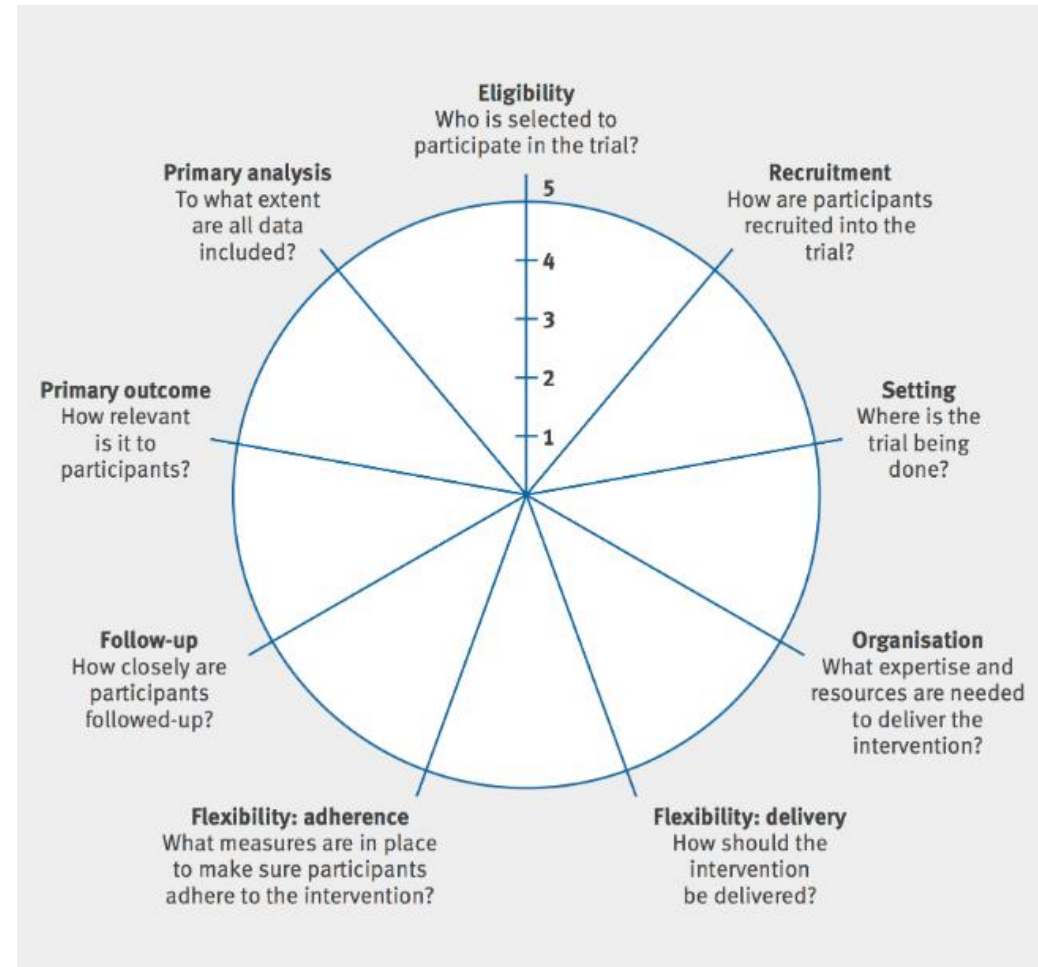 Eligibility
Who is selected to
participate in the trial?
Primary analysis
To what extent
are all data
included?
Recruitment
How are participants
recruited into the
trial?
5
4
3
2
1
Primary outcome
How relevant
is it to
participants?
Setting
Where is the
trial being
done?
Follow-up
How closely are
participants
followed-up?
Organisation
What expertise and
resources are needed
to deliver the
intervention?
Flexibility: adherence
What measures are in place
to make sure participants
adhere to the intervention?
Flexibility: delivery
How should the
intervention
be delivered?